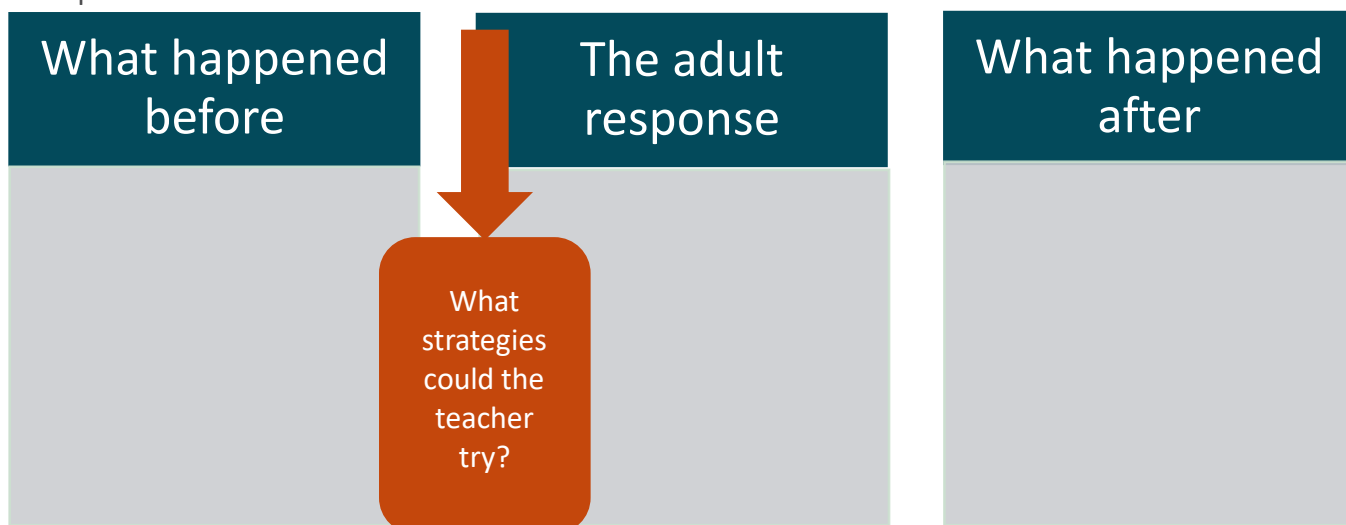 What happened
before
The adult
response
What happened
after
What
strategies
could the
teacher
try?